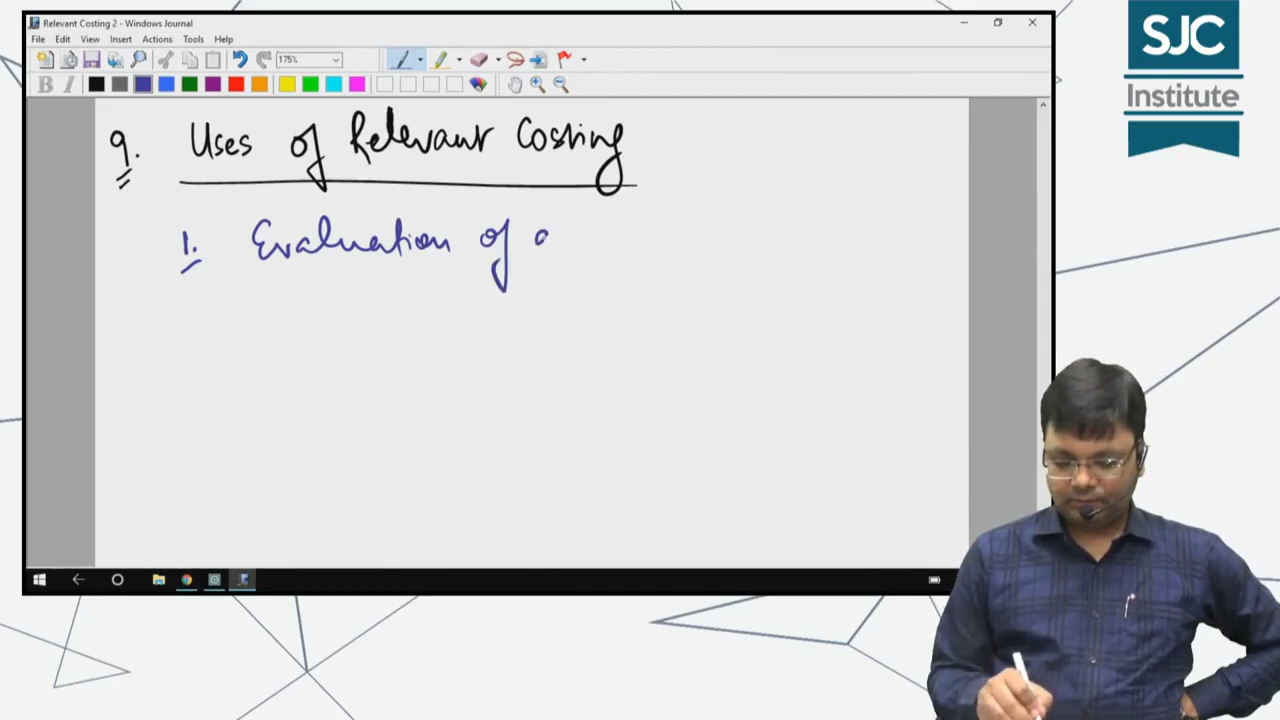 Relevant Costing 2 - Windows Journal
File Edit View Insert Actions Tools Help
175%
B I
9. Uses of Relevant Costing
1. Evaluation of
SJC
Institute